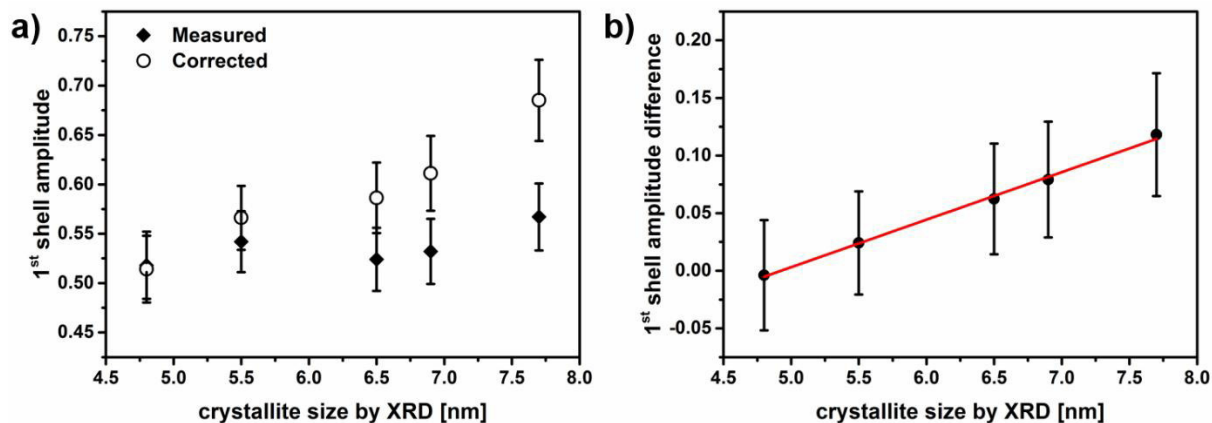 a)
Measured
Corrected
1st shell amplitude
0.75
0.70
0.65
0.60
0.55
0.50
0.45
4.5 5.0 5.5 6.0 6.5 7.0 7.5 8.0
crystallite size by XRD [nm]
b)
1st shell amplitude difference
0.20
0.15
0.10
0.05
0.00
-0.05
4.5 5.0 5.5 6.0 6.5 7.0 7.5 8.0
crystallite size by XRD [nm]